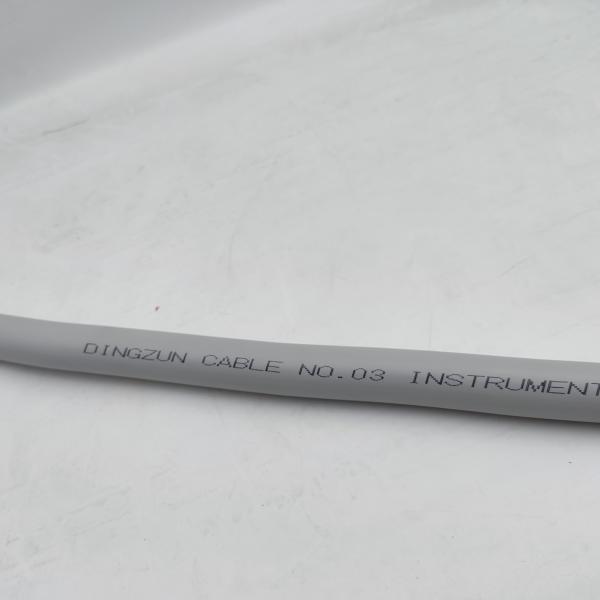 DINGZUN CABLE NO.03 INSTRUMENT